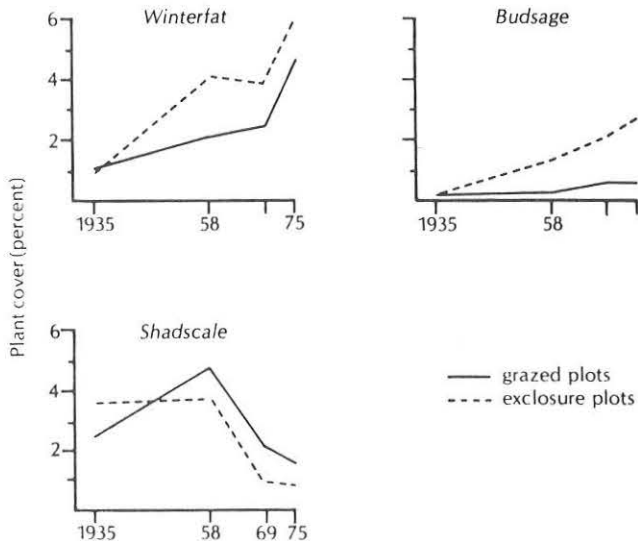 Winterfat
6
4
2
1935 58 75
Budsage
1935 58
Plant cover (percent)
Shadscale
6
4
2
1935 58 69 75
grazed plots
exclosure plots